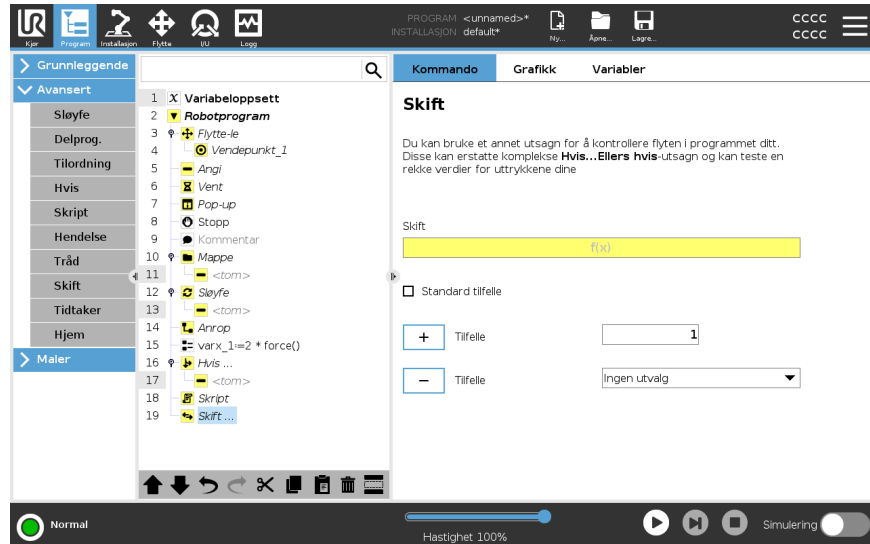 PROGRAM <unnamed>*
INSTALLASJON default*
CCCC
CCCC
Kjør Program Installasjon Flytte I/U Logg Ny... Åpne... Lagre...
Grunnleggende
Avansert
Sløyfe
Delprog.
Tilordning
Hvis
Skript
Hendelse
Tråd
Skift
Tidtaker
Hjem
Maler
1 X Variabeloppsett
2 Robotprogram
3 Flytte-le
4 Vendepunkt_1
5 Angi
6 Vent
7 Pop-up
8 Stopp
9 Kommentar
10 Mappe
11 <tom>
12 Sløyfe
13 <tom>
14 Anrop
15 varx_1:=2 * force()
16 Hvis ...
17 <tom>
18 Skript
19 Skift ...
Kommando Grafikk Variabler
Skift
Du kan bruke et annet utsagn for å kontrollere flyten i programmet ditt.
Disse kan erstatte komplekse Hvis...Ellers hvis-utsagn og kan teste en
rekke verdier for uttrykkene dine
Skift
f(x)
Standard tilfelle
+ Tilfelle 1
− Tilfelle Ingen utvalg
Normal
Hastighet 100%
Simulering